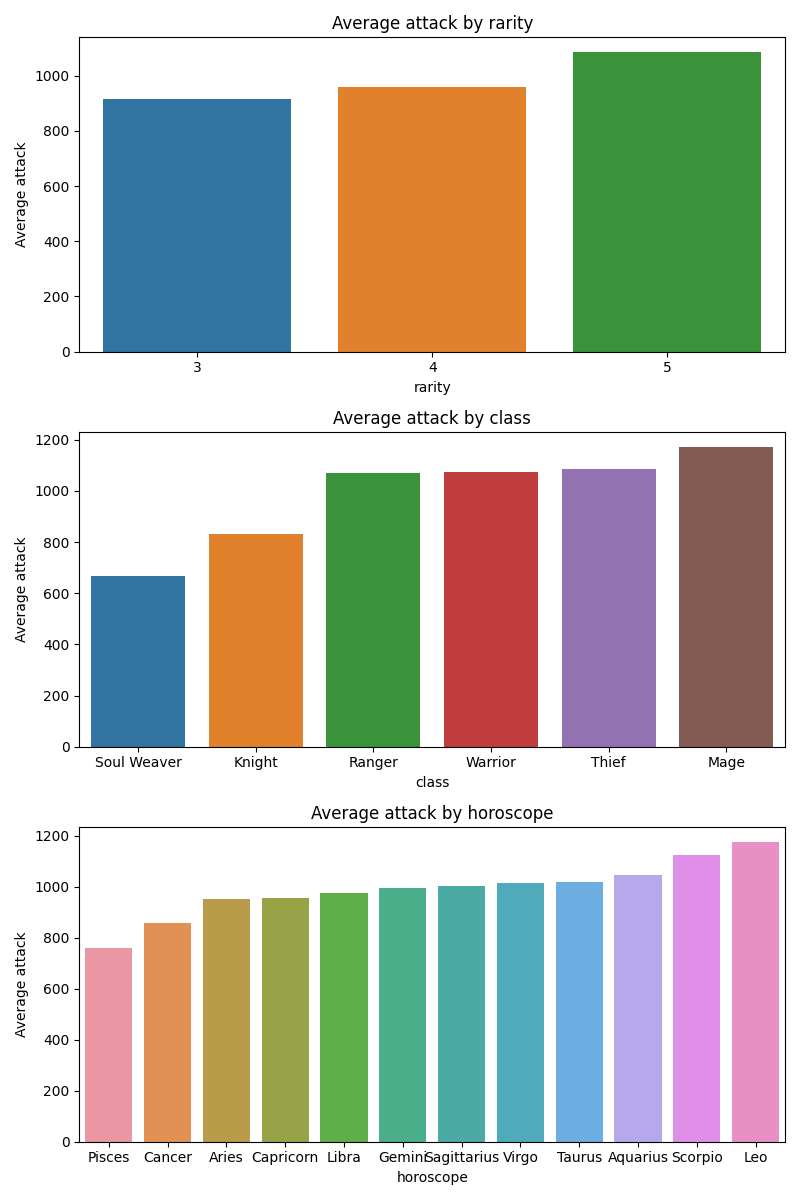 Average attack by rarity
Average attack
1000
800
600
400
200
0
3 4 5
rarity
Average attack by class
Average attack
1200
1000
800
600
400
200
0
Soul Weaver Knight Ranger Warrior Thief Mage
class
Average attack by horoscope
Average attack
1200
1000
800
600
400
200
0
Pisces Cancer Aries Capricorn Libra Gemini Sagittarius Virgo Taurus Aquarius Scorpio Leo
horoscope